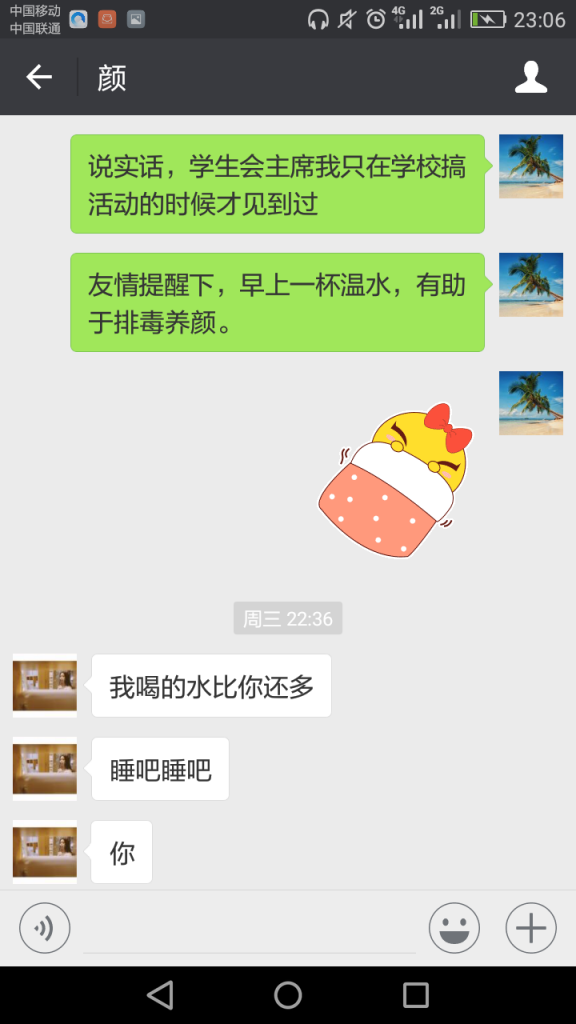 中国移动
中国联通
4G
2G
23:06
颜
说实话，学生会主席我只在学校搞
活动的时候才见到过
友情提醒下，早上一杯温水，有助
于排毒养颜。
周三 22:36
我喝的水比你还多
睡吧睡吧
你